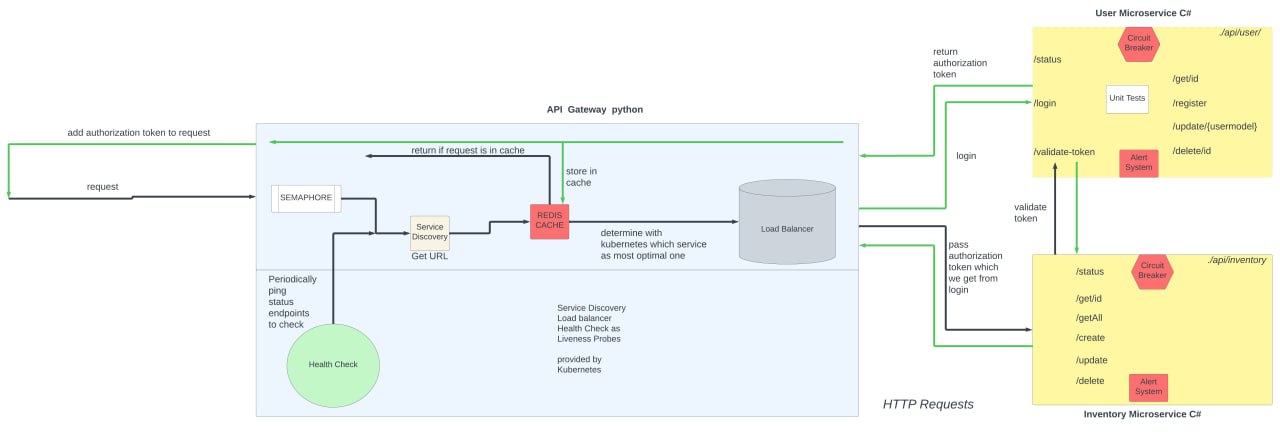 User Microservice C#
./api/user/
Circuit
Breaker
return
authorization
token
/status
/get/id
Unit Tests
/login
/register
/update/{usermodel}
/validate-token
/delete/id
Alert
System
API Gateway python
add authorization token to request
return if request is in cache
login
request
store in
cache
SEMAPHORE
Service
Discovery
Get URL
REDIS
CACHE
determine with
kubernetes which service
as most optimal one
Load Balancer
validate
token
pass
authorization
token which
we get from
login
Periodically
ping
status
endpoints
to check
Health Check
Service Discovery
Load balancer
Health Check as
Liveness Probes
provided by
Kubernetes
./api/inventory
/status
Circuit
Breaker
/get/id
/getAll
/create
/update
/delete
Alert
System
HTTP Requests
Inventory Microservice C#